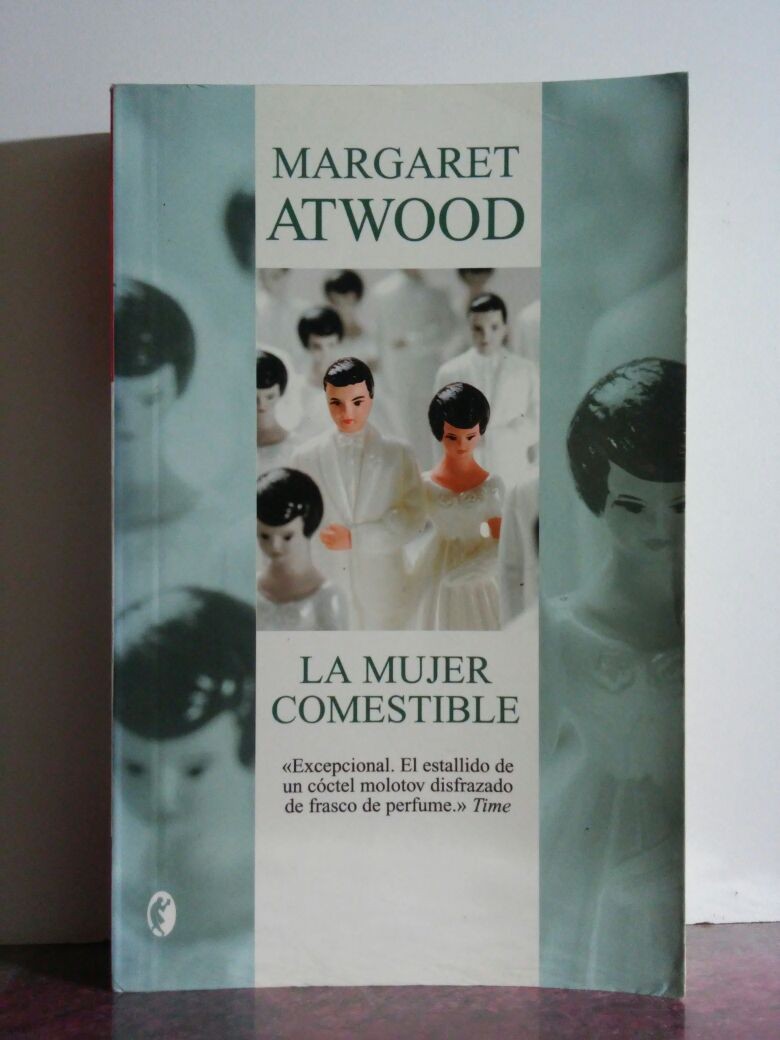 MARGARET
ATWOOD
LA MUJER
COMESTIBLE
«Excepcional. El estallido de
un cóctel molotov disfrazado
de frasco de perfume.» Time